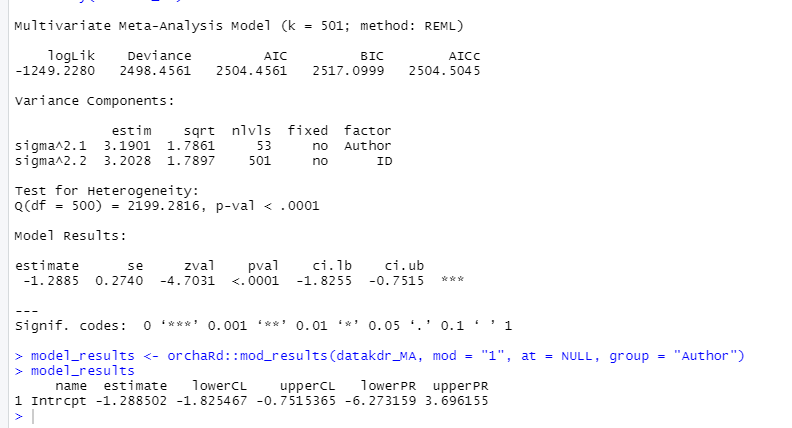 Multivariate Meta-Analysis Model (k = 501; method: REML)
logLik Deviance AIC BIC AICc
-1249.2280 2498.4561 2504.4561 2517.0999 2504.5045
Variance Components:
estim sqrt nlvls fixed factor
sigma^2.1 3.1901 1.7861 53 no Author
sigma^2.2 3.2028 1.7897 501 no ID
Test for Heterogeneity:
Q(df = 500) = 2199.2816, p-val < .0001
Model Results:
estimate se zval pval ci.lb ci.ub
-1.2885 0.2740 -4.7031 <.0001 -1.8255 -0.7515 ***
---
Signif. codes: 0 ‘***’ 0.001 ‘**’ 0.01 ‘*’ 0.05 ‘.’ 0.1 ‘ ’ 1
> model_results <- orchaRd::mod_results(datakdr_MA, mod = "1", at = NULL, group = "Author")
> model_results
name estimate lowerCL upperCL lowerPR upperPR
1 Intrcpt -1.288502 -1.825467 -0.7515365 -6.273159 3.696155
>